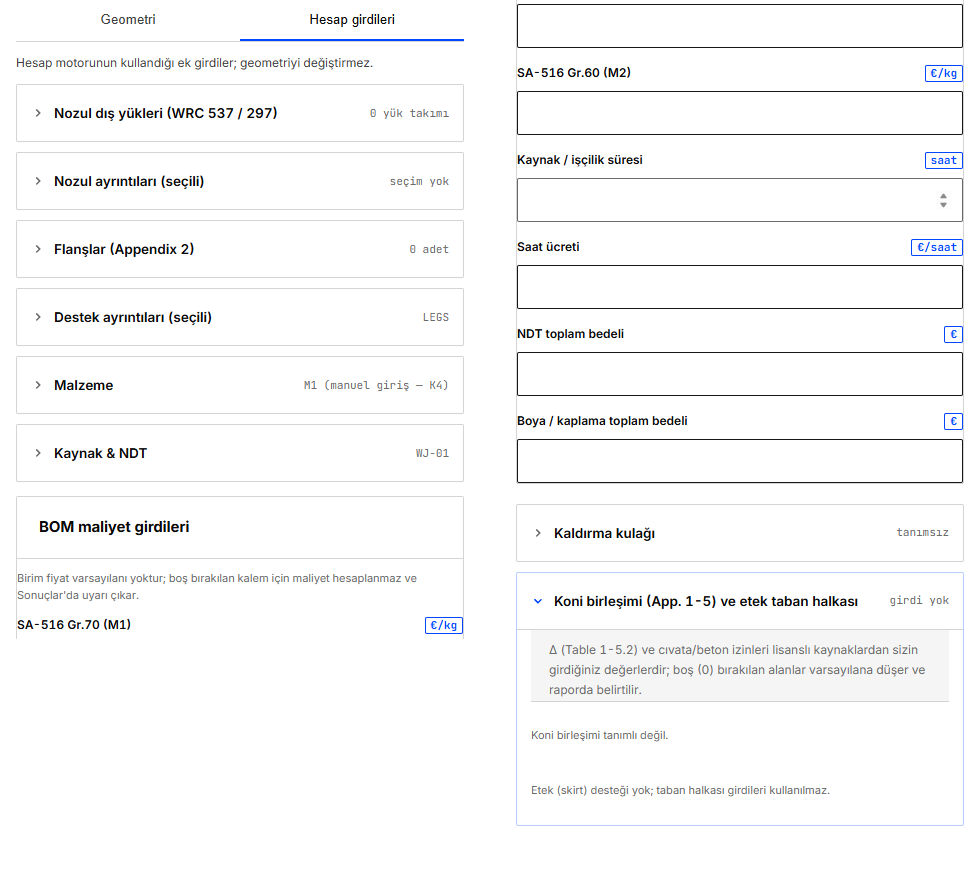 Geometri
Hesap girdileri
Hesap motorunun kullandığı ek girdiler; geometriyi değiştirmez.
Nozul dış yükleri (WRC 537 / 297)
0 yük takımı
Nozul ayrıntıları (seçili)
seçim yok
Flanşlar (Appendix 2)
0 adet
Destek ayrıntıları (seçili)
LEGS
Malzeme
M1 (manuel giriş — K4)
Kaynak & NDT
WJ-01
BOM maliyet girdileri
Birim fiyat varsayılanı yoktur; boş bırakılan kalem için maliyet hesaplanmaz ve
Sonuçlar'da uyarı çıkar.
SA-516 Gr.70 (M1)
€/kg
SA-516 Gr.60 (M2)
€/kg
Kaynak / işçilik süresi
saat
Saat ücreti
€/saat
NDT toplam bedeli
€
Boya / kaplama toplam bedeli
€
Kaldırma kulağı
tanımsız
Koni birleşimi (App. 1-5) ve etek taban halkası
girdi yok
Δ (Table 1-5.2) ve cıvata/beton izinleri lisanslı kaynaklardan sizin
girdiğiniz değerlerdir; boş (0) bırakılan alanlar varsayılana düşer ve
raporda belirtilir.
Koni birleşimi tanımlı değil.
Etek (skirt) desteği yok; taban halkası girdileri kullanılmaz.